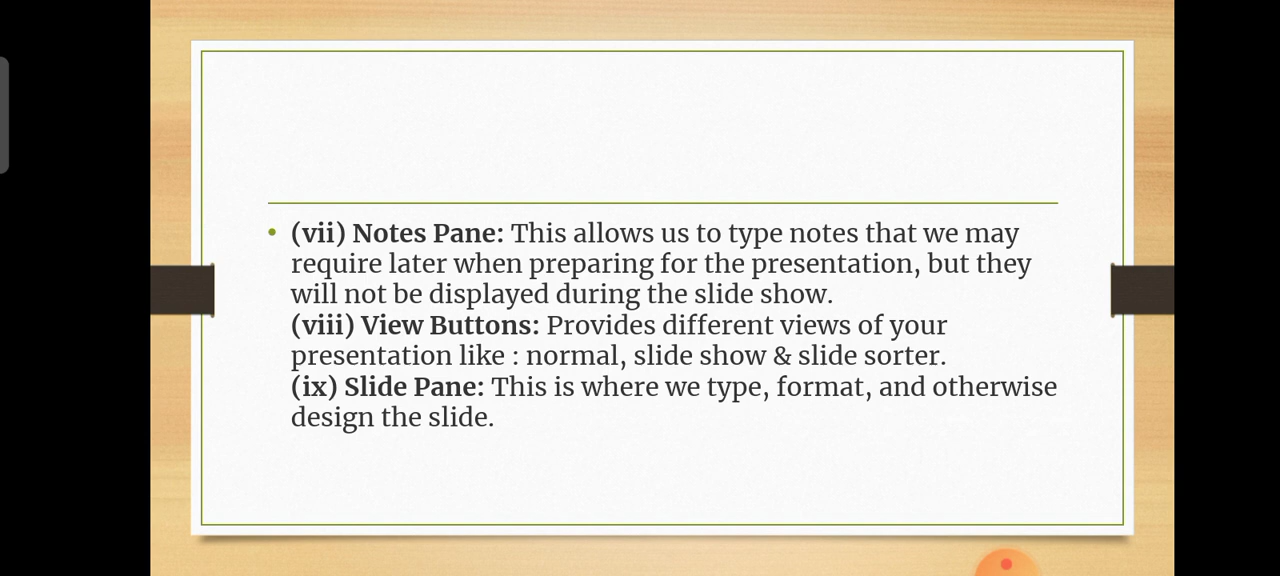 • (vii) Notes Pane: This allows us to type notes that we may
require later when preparing for the presentation, but they
will not be displayed during the slide show.
(viii) View Buttons: Provides different views of your
presentation like : normal, slide show & slide sorter.
(ix) Slide Pane: This is where we type, format, and otherwise
design the slide.